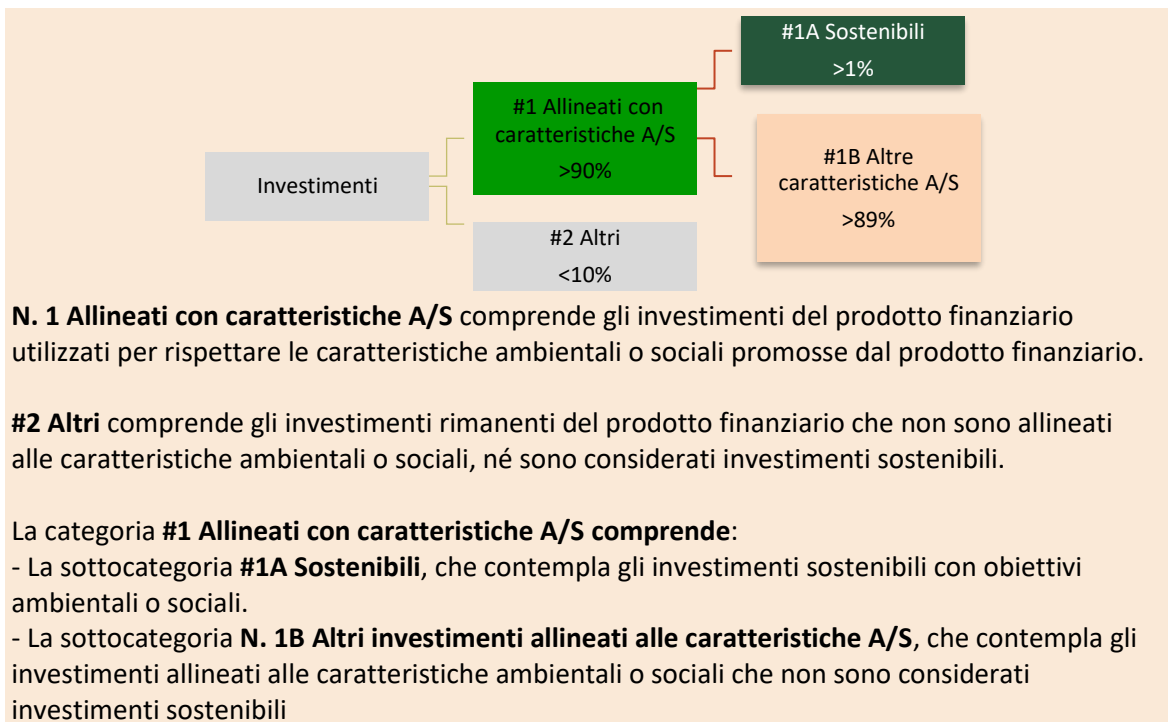 #1A Sostenibili
>1%
#1 Allineati con
caratteristiche A/S
>90%
#1B Altre
caratteristiche A/S
>89%
Investimenti
#2 Altri
<10%
N. 1 Allineati con caratteristiche A/S comprende gli investimenti del prodotto finanziario
utilizzati per rispettare le caratteristiche ambientali o sociali promosse dal prodotto finanziario.
#2 Altri comprende gli investimenti rimanenti del prodotto finanziario che non sono allineati
alle caratteristiche ambientali o sociali, né sono considerati investimenti sostenibili.
La categoria #1 Allineati con caratteristiche A/S comprende:
- La sottocategoria #1A Sostenibili, che contempla gli investimenti sostenibili con obiettivi
ambientali o sociali.
- La sottocategoria N. 1B Altri investimenti allineati alle caratteristiche A/S, che contempla gli
investimenti allineati alle caratteristiche ambientali o sociali che non sono considerati
investimenti sostenibili